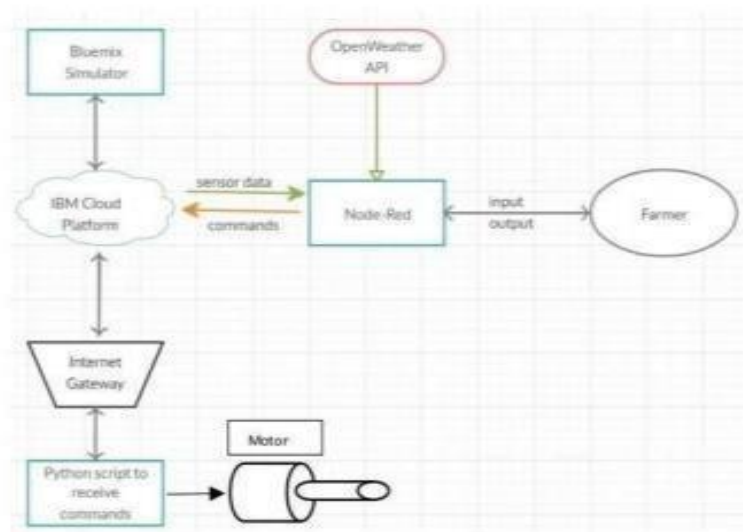 Bluemix
Simulator
OpenWeather
API
IBM Cloud
Platform
sensor data
commands
Node-Red
input
output
Farmer
Internet
Gateway
Motor
Python script to
receive
commands